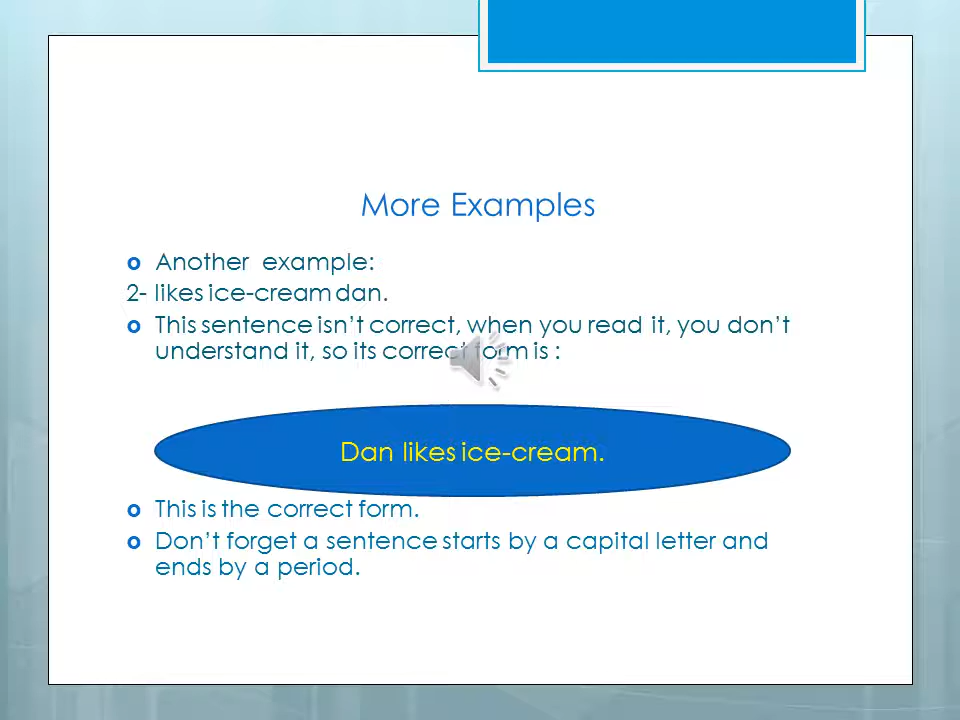 More Examples
Another example:
2- likes ice-cream dan.
This sentence isn't correct, when you read it, you don't
understand it, so its correct form is :
Dan likes ice-cream.
This is the correct form.
Don't forget a sentence starts by a capital letter and
ends by a period.